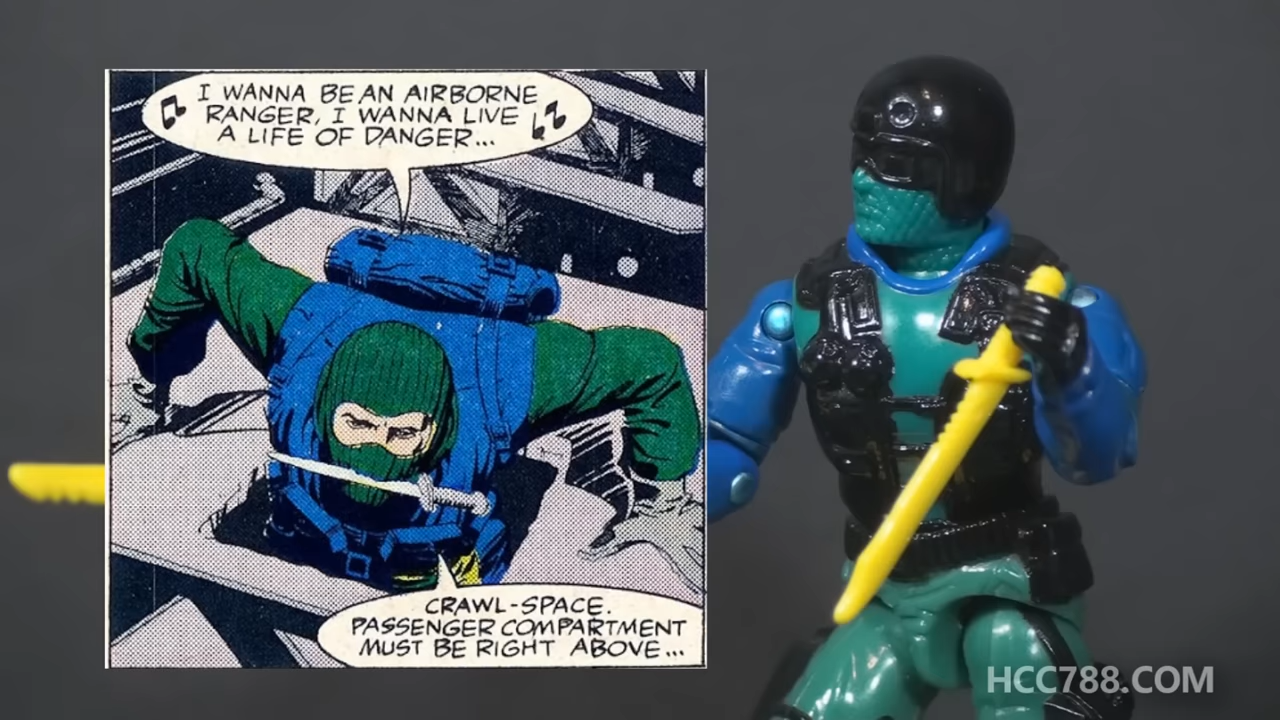 I WANNA BE AN AIRBORNE
RANGER, I WANNA LIVE
A LIFE OF DANGER...
CRAWL-SPACE.
PASSENGER COMPARTMENT
MUST BE RIGHT ABOVE...
HCC788.COM